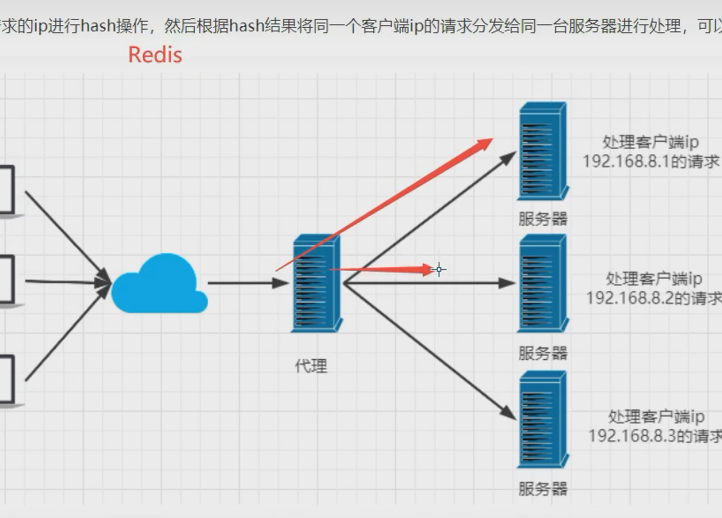 求的ip进行hash操作，然后根据hash结果将同一个客户端ip的请求分发给同一台服务器进行处理，可以
Redis
处理客户端ip
192.168.8.1的请求
服务器
处理客户端ip
192.168.8.2的请求
服务器
代理
处理客户端ip
192.168.8.3的请求
服务器